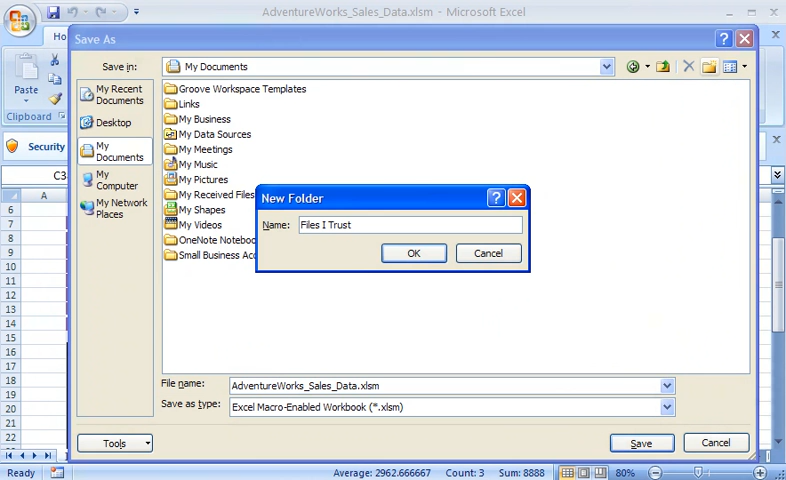 AdventureWorks_Sales_Data.xlsm - Microsoft Excel
Ho
Save As
Save in:
My Documents
Paste
Clipboard
Security
C3
A
6
7
8
9
10
11
12
13
14
15
16
17
18
19
20
21
22
My Recent
Documents
Desktop
My
Documents
My
Computer
My Network
Places
Groove Workspace Templates
Links
My Business
My Data Sources
My Meetings
My Music
My Pictures
My Received Files
My Shapes
My Videos
OneNote Notebo
Small Business Acc
New Folder
Name:
Files I Trust
OK
Cancel
File name:
AdventureWorks_Sales_Data.xlsm
Save as type:
Excel Macro-Enabled Workbook (*.xlsm)
Tools
Save
Cancel
Ready
Average: 2962.666667
Count: 3
Sum: 8888
80%